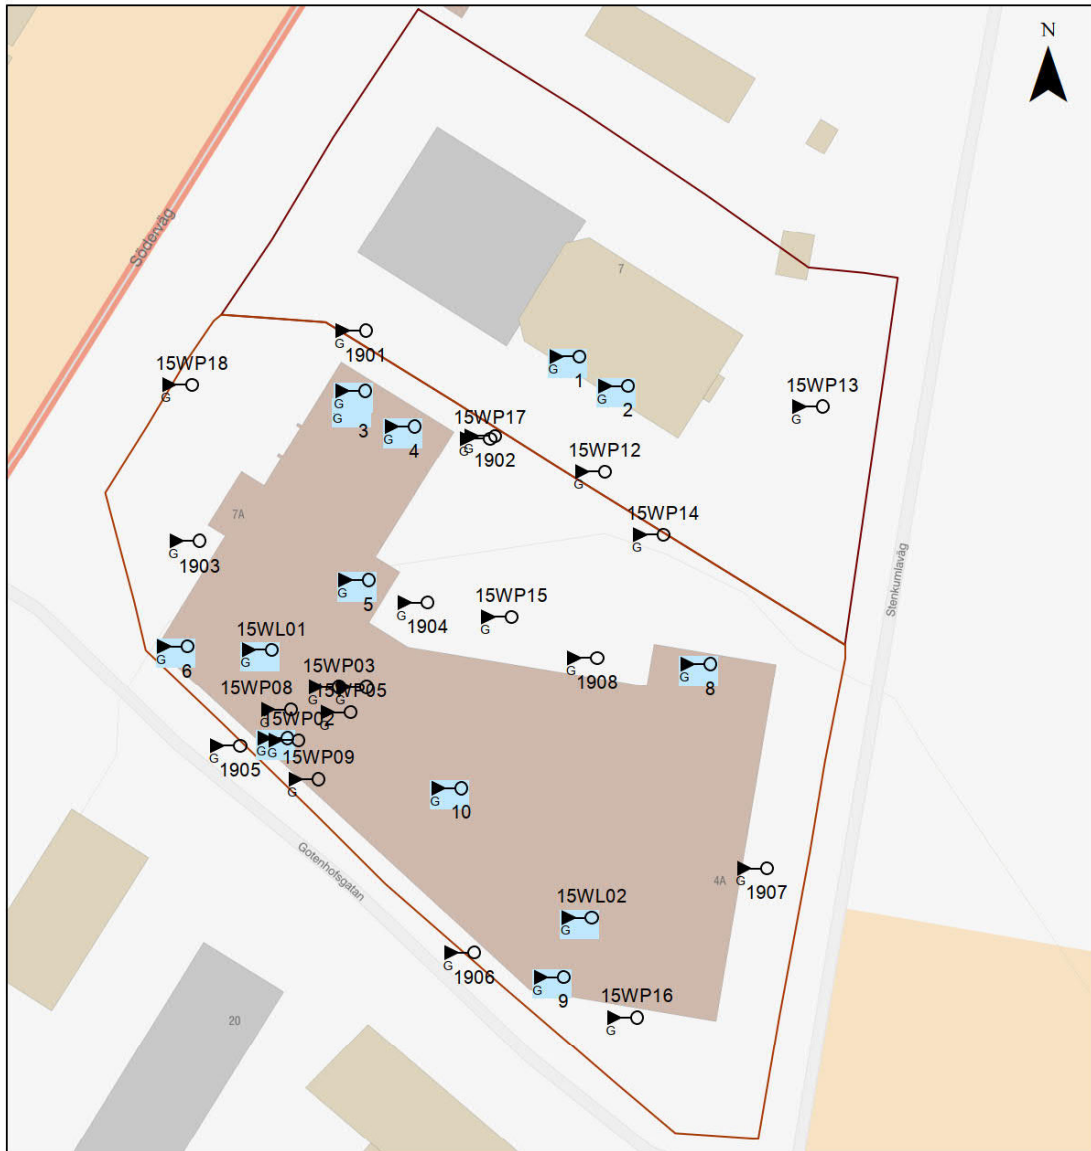 N
Söderväg
7
1901
G
15WP18
G
1
G
2
G
15WP13
G
3
G
G
4
G
15WP17
G
1902
G
15WP12
G
7A
15WP14
G
1903
G
Stenkumlaväg
5
G
1904
G
15WP15
G
6
G
15WL01
G
1908
G
8
G
15WP03
G
G
15WP05
G
15WP08
G
15WP02
G
G
1905
G
15WP09
G
10
G
Gotenhofsgatan
4A
1907
G
15WL02
G
1906
G
9
G
15WP16
G
20